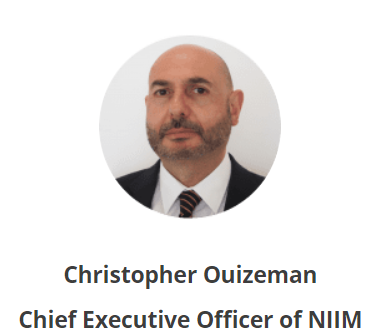 Christopher Ouizeman
Chief Executive Officer of NIIM